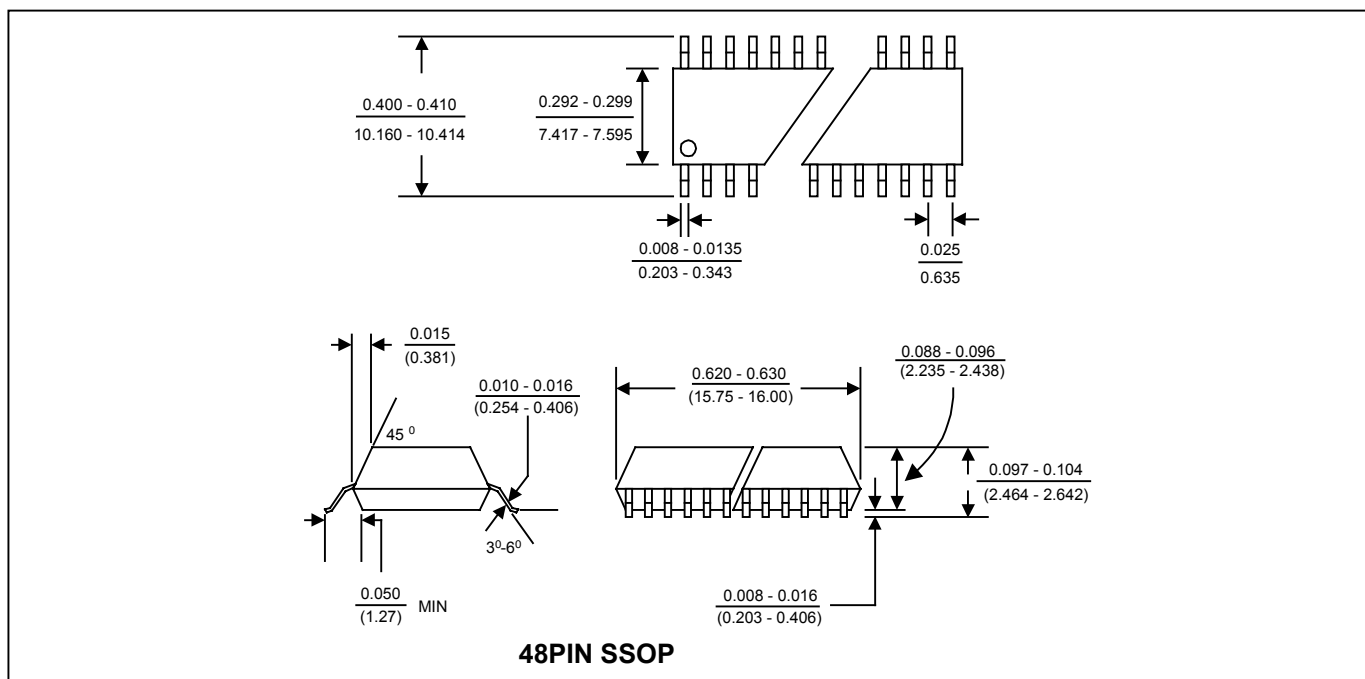 0.400 - 0.410
10.160 - 10.414
0.292 - 0.299
7.417 - 7.595
0.008 - 0.0135
0.203 - 0.343
0.025
0.635
0.015
(0.381)
0.010 - 0.016
(0.254 - 0.406)
45 ⁰
3⁰-6⁰
0.050
(1.27) MIN
0.620 - 0.630
(15.75 - 16.00)
0.088 - 0.096
(2.235 - 2.438)
0.097 - 0.104
(2.464 - 2.642)
0.008 - 0.016
(0.203 - 0.406)
48PIN SSOP